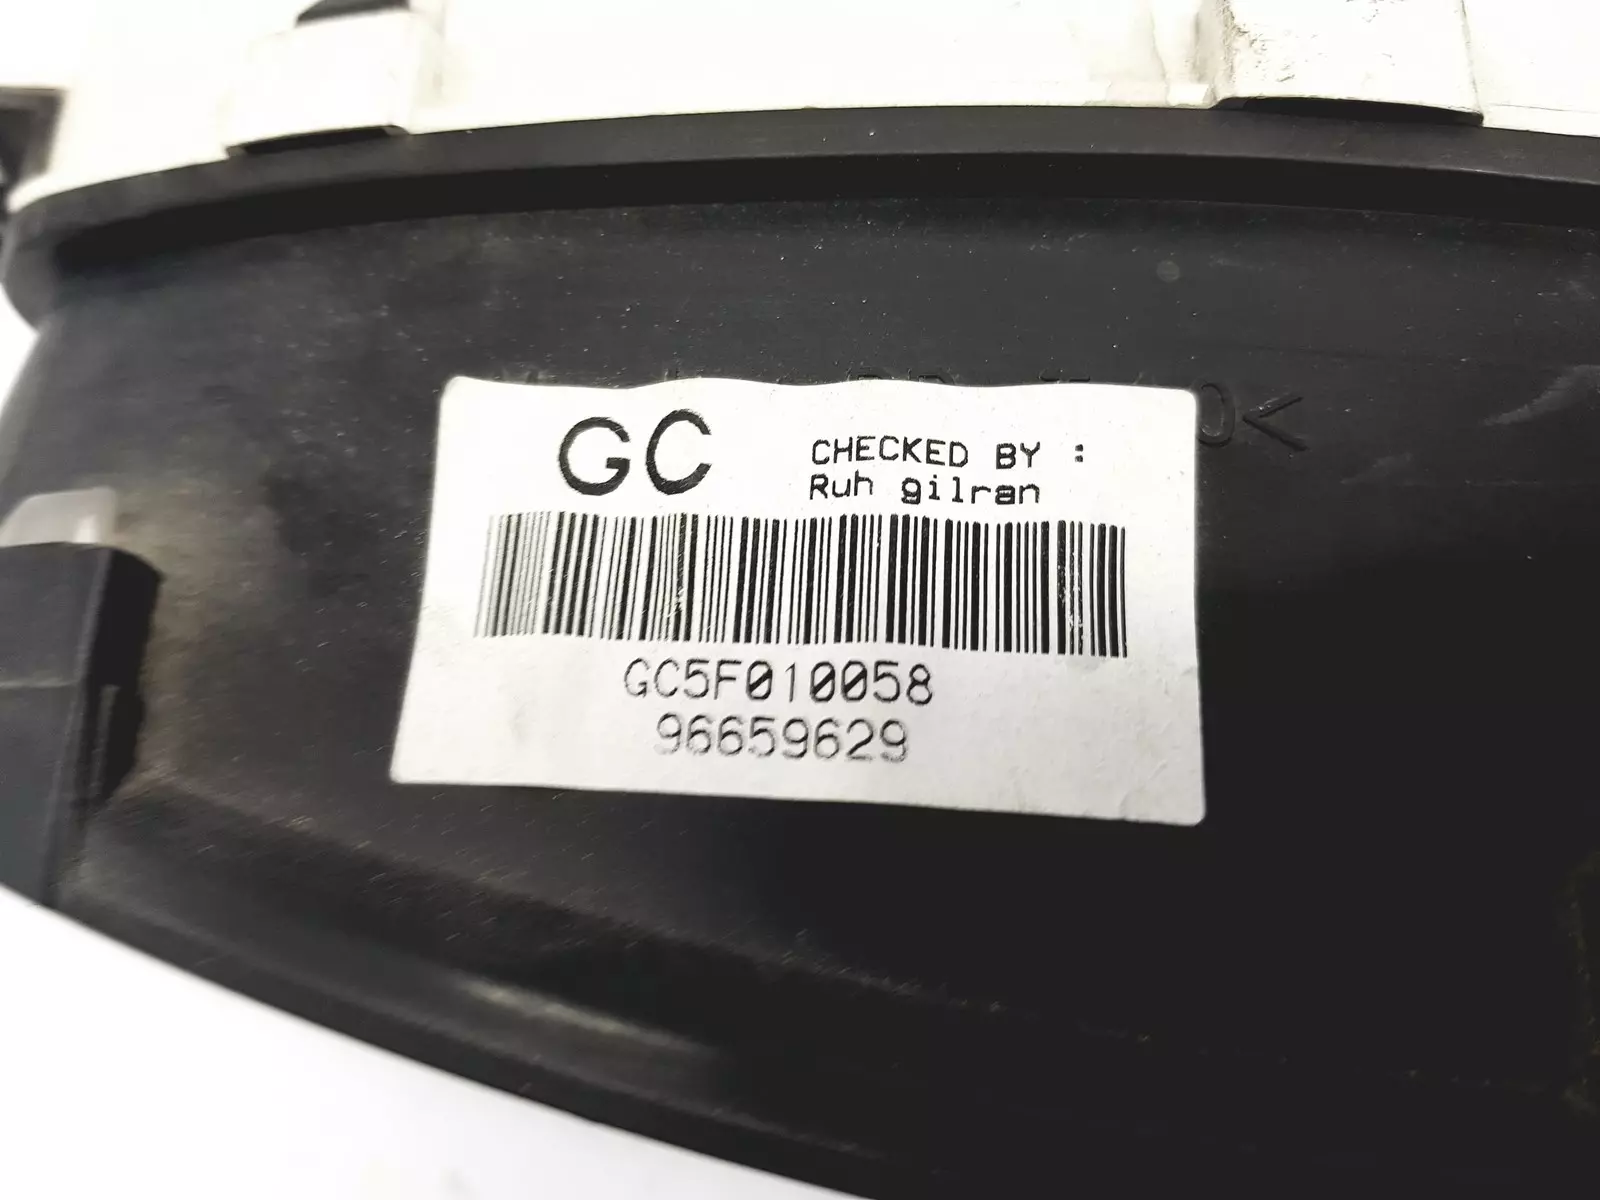 GC
CHECKED BY :
Ruh gilran
GC5F010058
96659629